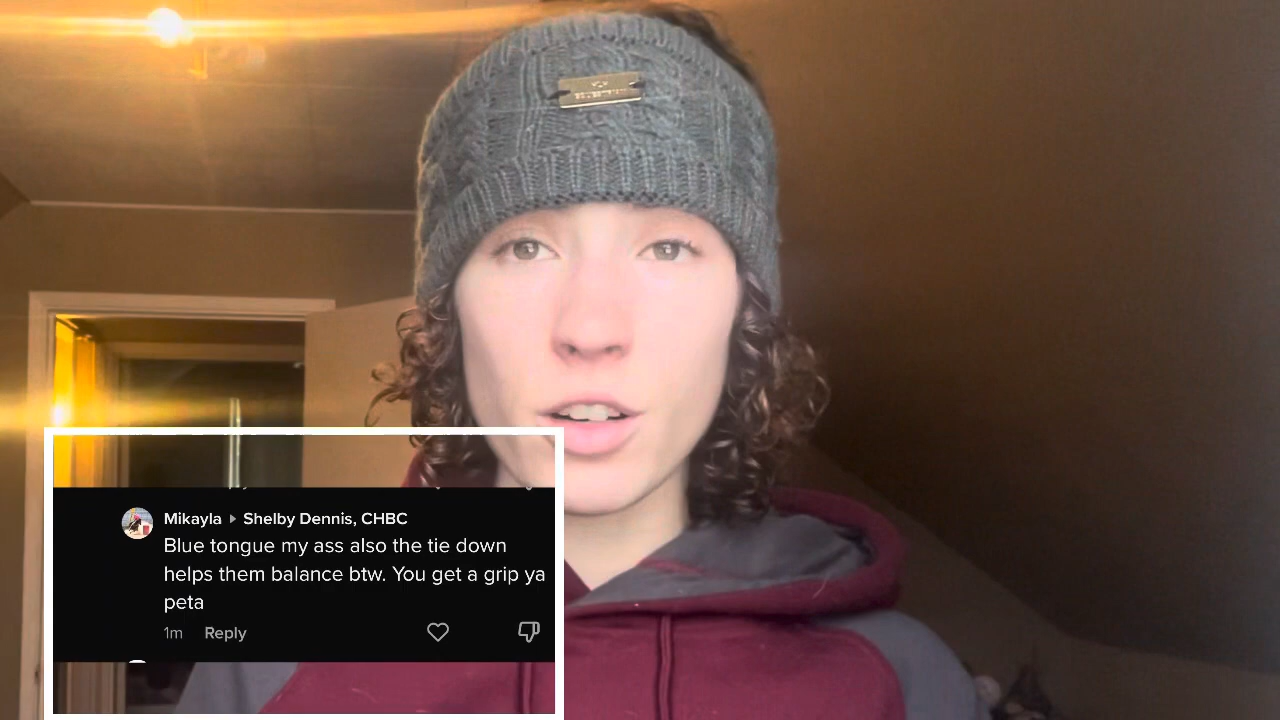 EQUESTRIAN
Mikayla ▸ Shelby Dennis, CHBC
Blue tongue my ass also the tie down
helps them balance btw. You get a grip ya
peta
1m Reply